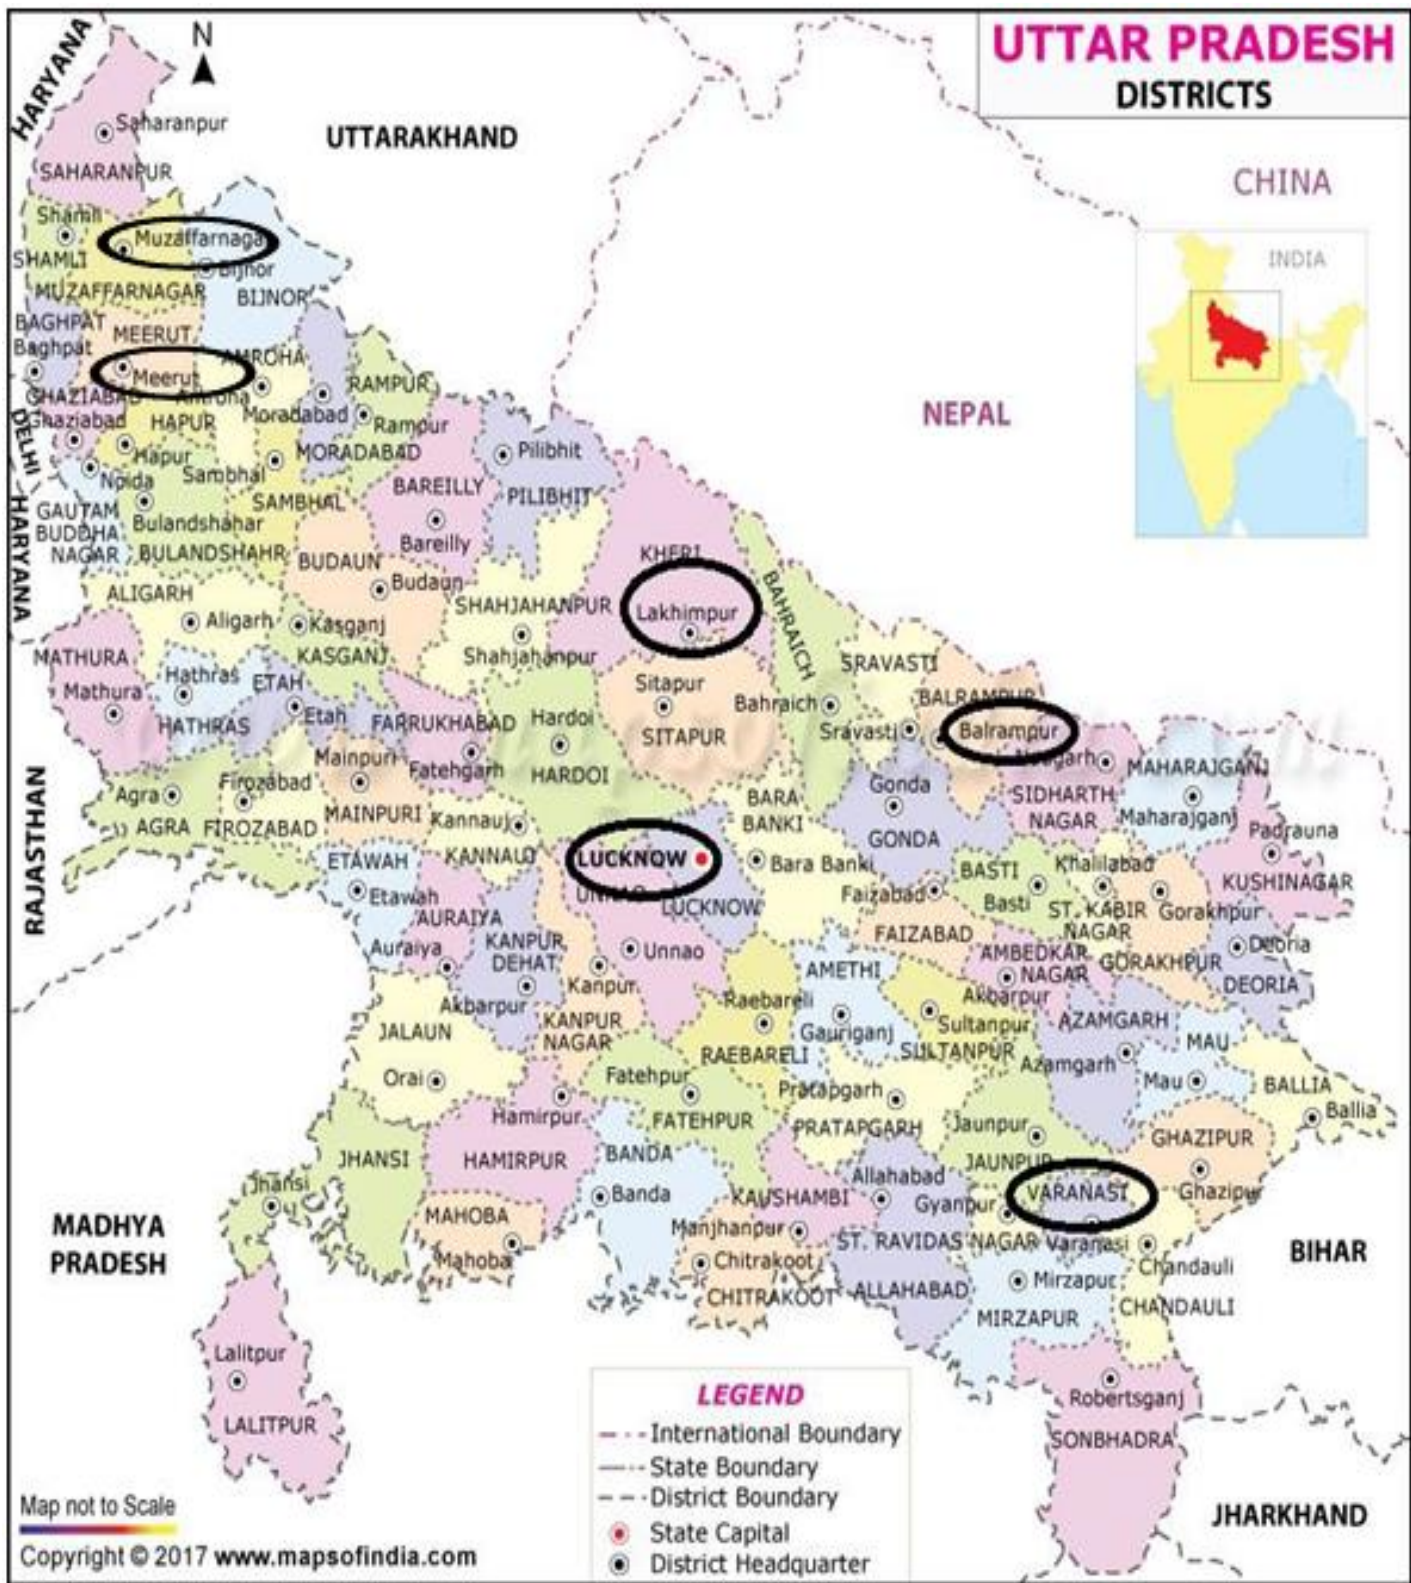 UTTAR PRADESH
DISTRICTS
N
HARYANA
Saharanpur
UTTARAKHAND
SAHARANPUR
CHINA
INDIA
Shamli
Muzaffarnaga
SHAMLI
Bijnor
MUZAFFARNAGAR
BIJNOR
BAGHPAT
MEERUT
Baghpat
AMROHA
Meerut
RAMPUR
GHAZIABAD
Amroha
Moradabad
NEPAL
Ghaziabad
HAPUR
Rampur
DELHI
Hapur
MORADABAD
Pilibhit
Noida
Sambhal
BAREILLY
PILIBHIT
GAUTAM
BUDDHA
NAGAR
SAMBHAL
Bulandshahar
Bareilly
HARYANA
BULANDSHAHR
BUDAUN
KHERI
Budaun
ALIGARH
SHAHJAHANPUR
Lakhimpur
BAHRAICH
Aligarh
Kasganj
MATHURA
KASGANJ
Shahjahanpur
SRAVASTI
Hathras
ETAH
Sitapur
BALRAMPUR
Mathura
Etah
FARRUKHABAD
Hardoi
Bahraich
HATHRAS
SITAPUR
Sravasti
Balrampur
Mainpuri
Fatehgarh
HARDOI
MAHARAJGANJ
RAJASTHAN
Agra
Firozabad
Gonda
SIDHARTH
NAGAR
BARA
BANKI
Maharajganj
AGRA
FIROZABAD
MAINPURI
Kannauj
GONDA
Padrauna
ETAWAH
KANNAUJ
LUCKNOW
Bara Banki
BASTI
Khalilabad
KUSHINAGAR
Etawah
LUCKNOW
Faizabad
Basti
ST. KABIR
NAGAR
Gorakhpur
AURAIYA
KANPUR
DEHAT
Unnao
FAIZABAD
AMBEDKAR
NAGAR
Deoria
Auraiya
AMETHI
GORAKHPUR
DEORIA
Akbarpur
Kanpur
Raebareli
Akbarpur
JALAUN
KANPUR
NAGAR
Gauriganj
Sultanpur
AZAMGARH
MAU
RAEBARELI
SULTANPUR
Azamgarh
Orai
Fatehpur
Pratapgarh
Mau
BALLIA
Hamirpur
FATEHPUR
PRATAPGARH
Jaunpur
Ballia
JHANSI
HAMIRPUR
BANDA
JAUNPUR
GHAZIPUR
Jhansi
Banda
KAUSHAMBI
Allahabad
Gyanpur
VARANASI
Ghazipur
MADHYA
PRADESH
MAHOBA
Manjhanpur
ST. RAVIDAS NAGAR
Varanasi
BIHAR
Mahoba
Chitrakoot
Chandauli
CHITRAKOOT
ALLAHABAD
Mirzapur
CHANDAULI
MIRZAPUR
Lalitpur
Robertsganj
LALITPUR
SONBHADRA
JHARKHAND
LEGEND
International Boundary
State Boundary
District Boundary
State Capital
District Headquarter
Map not to Scale
Copyright © 2017 www.mapsofindia.com